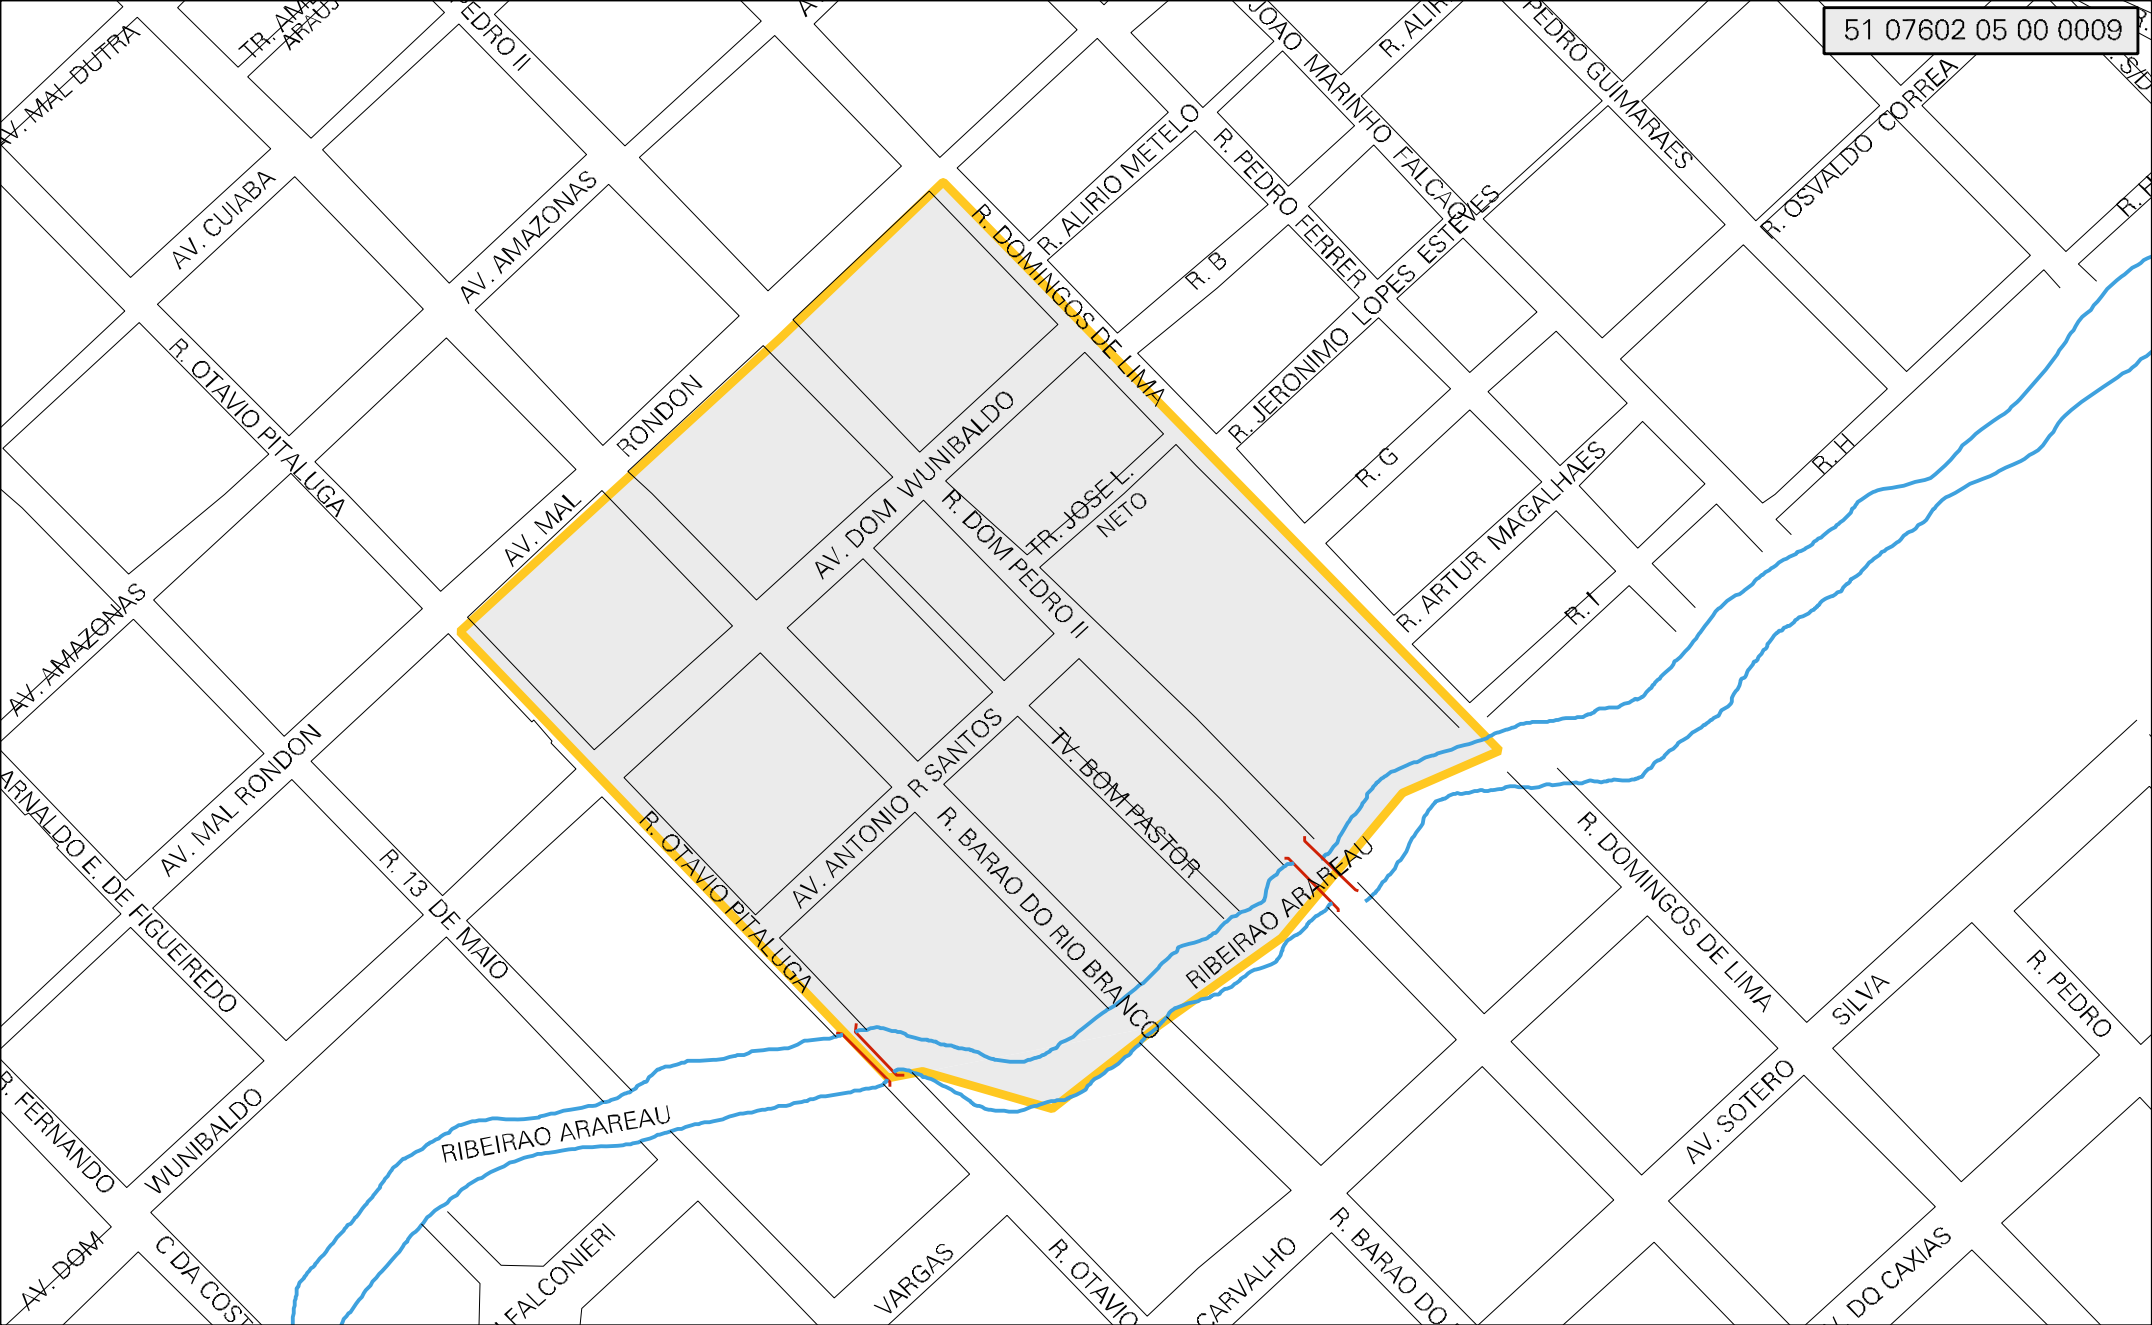 51 07602 05 00 0009
AV. MAL DUTRA
TR. AM
ARAUJ
PEDRO II
JOAO MARINHO FALCAO
R. ALIR
PEDRO GUIMARAES
R. OSVALDO CORREA
AV. CUIABA
AV. AMAZONAS
R. ALIRIO METELO
R. PEDRO FERRER
R. B
R. JERONIMO LOPES ESTEVES
R. DOMINGOS DE LIMA
R. OTAVIO PITALUGA
AV. MAL RONDON
AV. DOM WUNIBALDO
R. DOM PEDRO II
TR. JOSE L.
NETO
R. G
R. H
R. ARTUR MAGALHAES
R. I
AV. AMAZONAS
AV. MAL RONDON
ARNALDO E. DE FIGUEIREDO
R. 13 DE MAIO
R. OTAVIO PITALUGA
AV. ANTONIO R SANTOS
TV. BOM PASTOR
R. BARAO DO RIO BRANCO
RIBEIRAO ARAREAU
R. DOMINGOS DE LIMA
SILVA
R. PEDRO
R. FERNANDO
WUNIBALDO
RIBEIRAO ARAREAU
AV. SOTERO
AV. DOM
C DA COST
FALCONIERI
VARGAS
R. OTAVIO
CARVALHO
R. BARAO DO
DQ CAXIAS